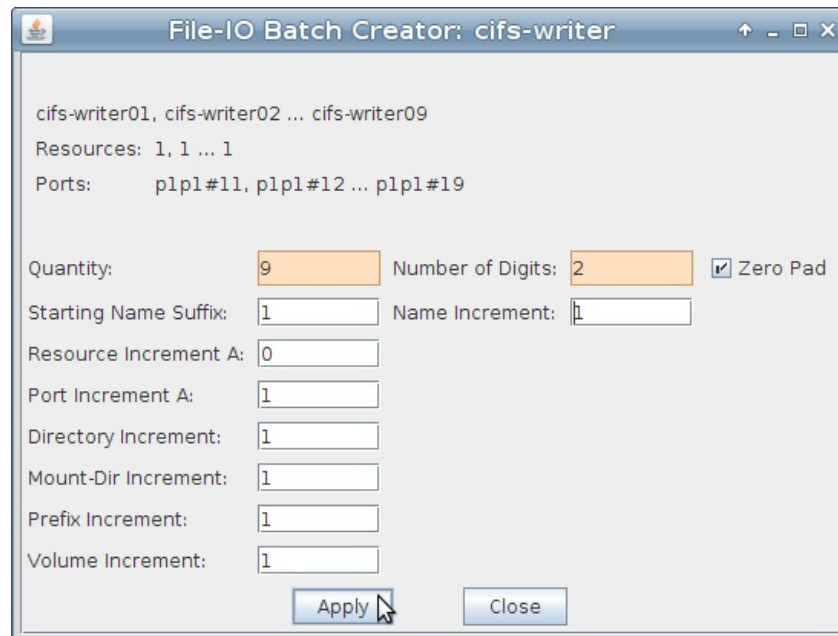 File-IO Batch Creator: cifs-writer
cifs-writer01, cifs-writer02 ... cifs-writer09
Resources: 1, 1 ... 1
Ports: p1p1#11, p1p1#12 ... p1p1#19
Quantity: 9 Number of Digits: 2 Zero Pad
Starting Name Suffix: 1 Name Increment: 1
Resource Increment A: 0
Port Increment A: 1
Directory Increment: 1
Mount-Dir Increment: 1
Prefix Increment: 1
Volume Increment: 1
Apply Close